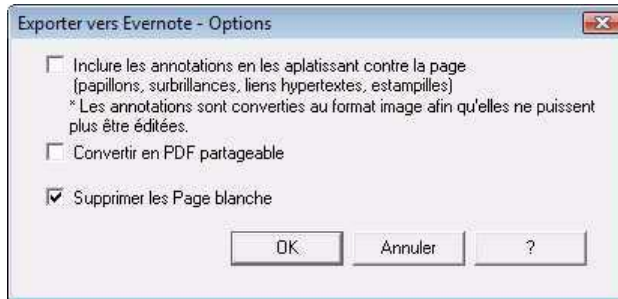 Exporter vers Evernote - Options
Inclure les annotations en les aplatissant contre la page
(papillons, surbrillances, liens hypertextes, estampilles)
* Les annotations sont converties au format image afin qu'elles ne puissent
plus être éditées.
Convertir en PDF partageable
Supprimer les Page blanche
OK Annuler ?